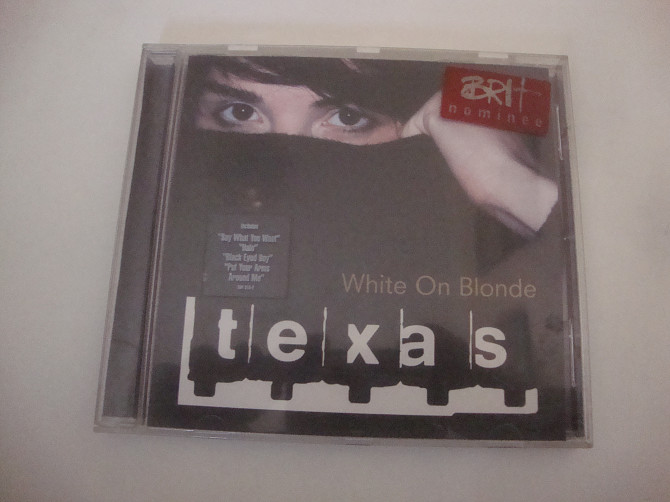 BRIT
nominee
"Say What You Want"
"Halo"
"Black Eyed Boy"
"Put Your Arms
Around Me"
White On Blonde
texas